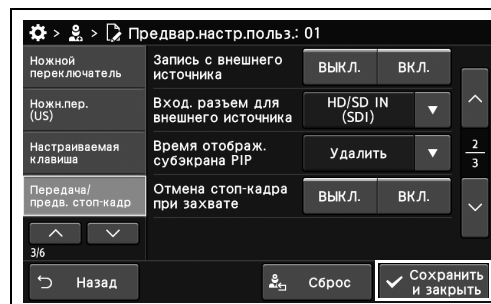 > > Предвар.настр.польз.: 01
Ножной
переключатель
Ножн.пер.
(US)
Настраиваемая
клавиша
Передача/
предв. стоп-кадр
3/6
Запись с внешнего
источника
ВЫКЛ.
ВКЛ.
Вход. разъем для
внешнего источника
HD/SD IN
(SDI)
Время отображ.
субэкрана PIP
Удалить
Отмена стоп-кадра
при захвате
ВЫКЛ.
ВКЛ.
2
3
Назад
Сброс
Сохранить
и закрыть